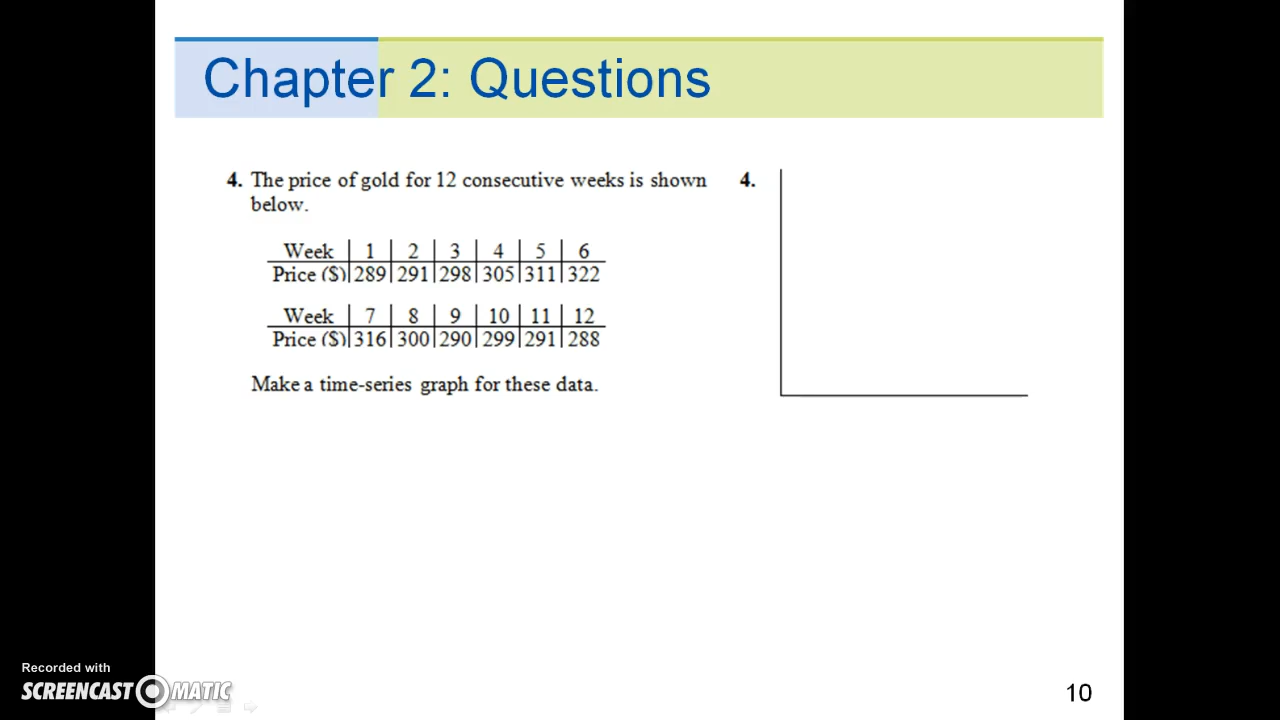 Chapter 2: Questions
4. The price of gold for 12 consecutive weeks is shown
below.
Week 1 2 3 4 5 6
Price ($) 289 291 298 305 311 322
Week 7 8 9 10 11 12
Price ($) 316 300 290 299 291 288
Make a time-series graph for these data.
4.
Recorded with
SCREENCAST MATIC
10